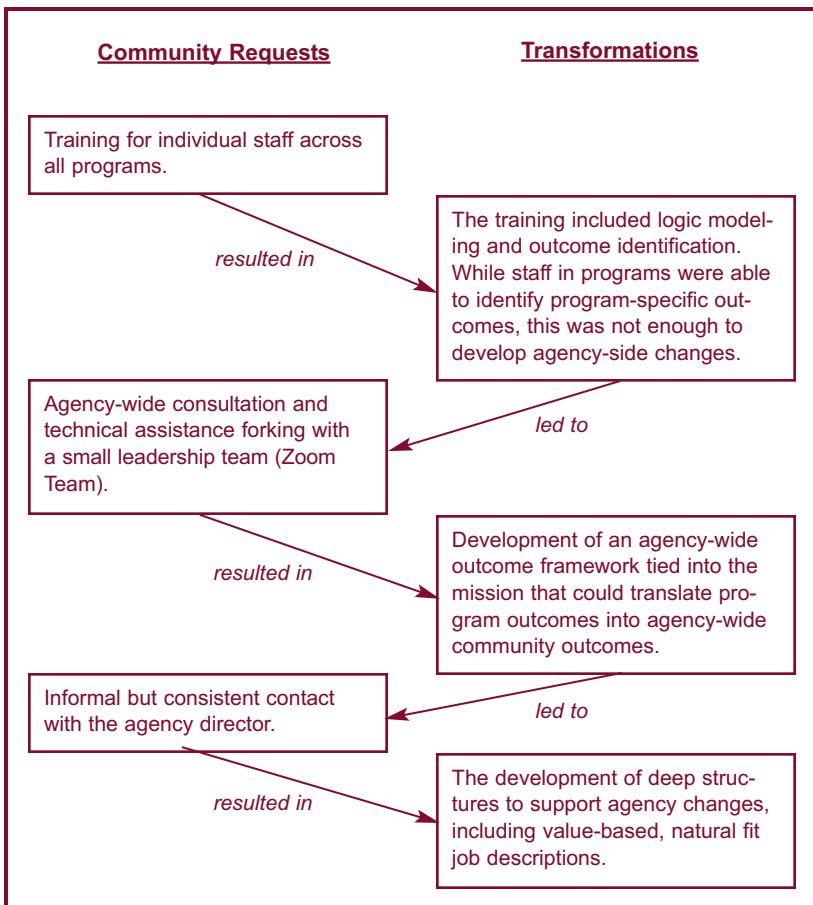 Community Requests
Transformations
Training for individual staff across
all programs.
resulted in
The training included logic model-
ing and outcome identification.
While staff in programs were able
to identify program-specific out-
comes, this was not enough to
develop agency-side changes.
led to
Agency-wide consultation and
technical assistance forking with
a small leadership team (Zoom
Team).
resulted in
Development of an agency-wide
outcome framework tied into the
mission that could translate pro-
gram outcomes into agency-wide
community outcomes.
led to
Informal but consistent contact
with the agency director.
resulted in
The development of deep struc-
tures to support agency changes,
including value-based, natural fit
job descriptions.